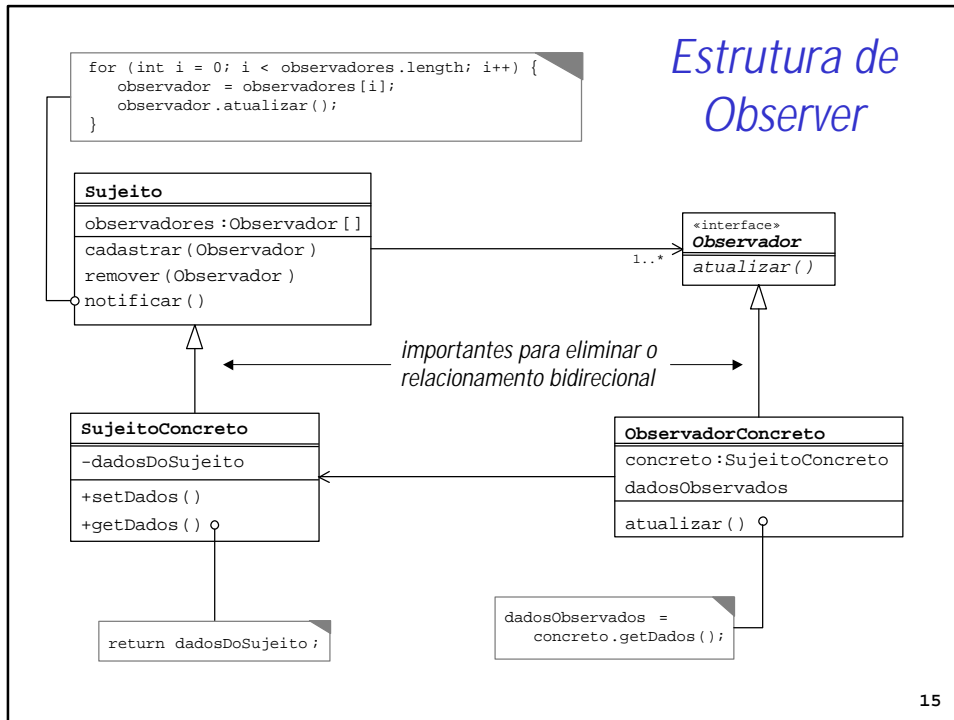 Estrutura de
Observer
for (int i = 0; i < observadores.length; i++) {
observador = observadores[i];
observador.atualizar();
}
Sujeito
observadores:Observador[]
cadastrar(Observador)
remover(Observador)
notificar()
1..*
«interface»
Observador
atualizar()
importantes para eliminar o
relacionamento bidirecional
SujeitoConcreto
-dadosDoSujeito
+setDados()
+getDados()
ObservadorConcreto
concreto:SujeitoConcreto
dadosObservados
atualizar()
return dadosDoSujeito;
dadosObservados =
concreto.getDados();
15